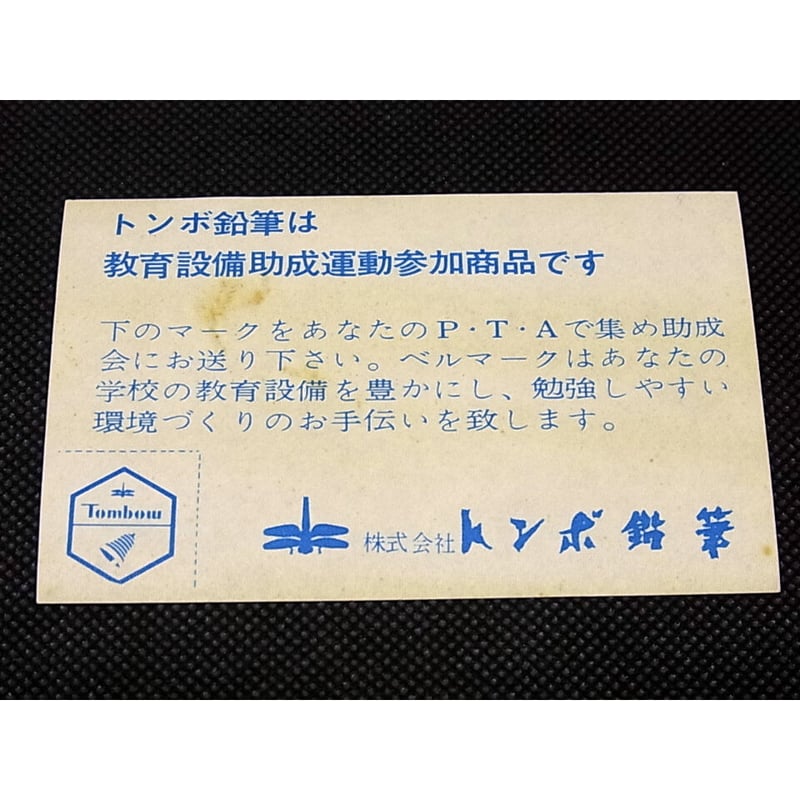 トンボ鉛筆は
教育設備助成運動参加商品です
下のマークをあなたのP・T・Aで集め助成
会にお送り下さい。ベルマークはあなたの
学校の教育設備を豊かにし、勉強しやすい
環境づくりのお手伝いを致します。
Tombow
株式会社トンボ鉛筆